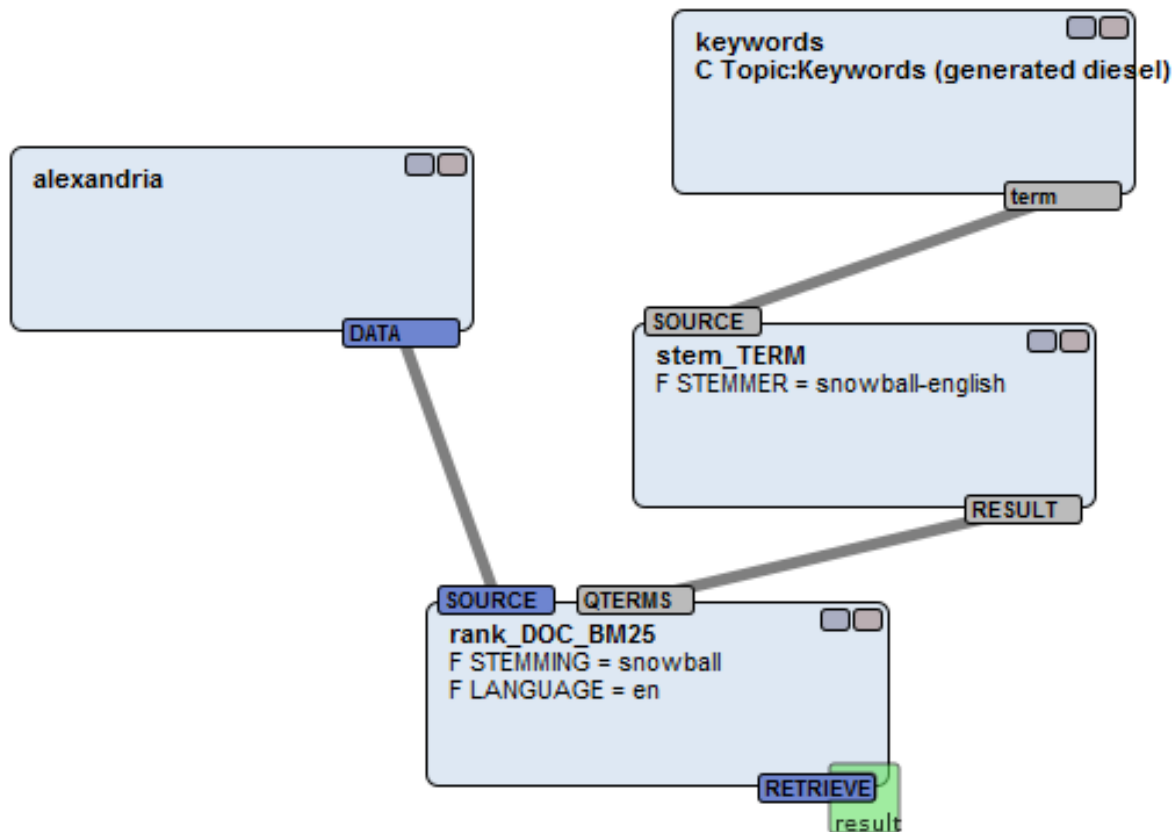 keywords
C Topic:Keywords (generated diesel)
term
alexandria
DATA
SOURCE
stem_TERM
F STEMMER = snowball-english
RESULT
SOURCE
QTERMS
rank_DOC_BM25
F STEMMING = snowball
F LANGUAGE = en
RETRIEVE
result